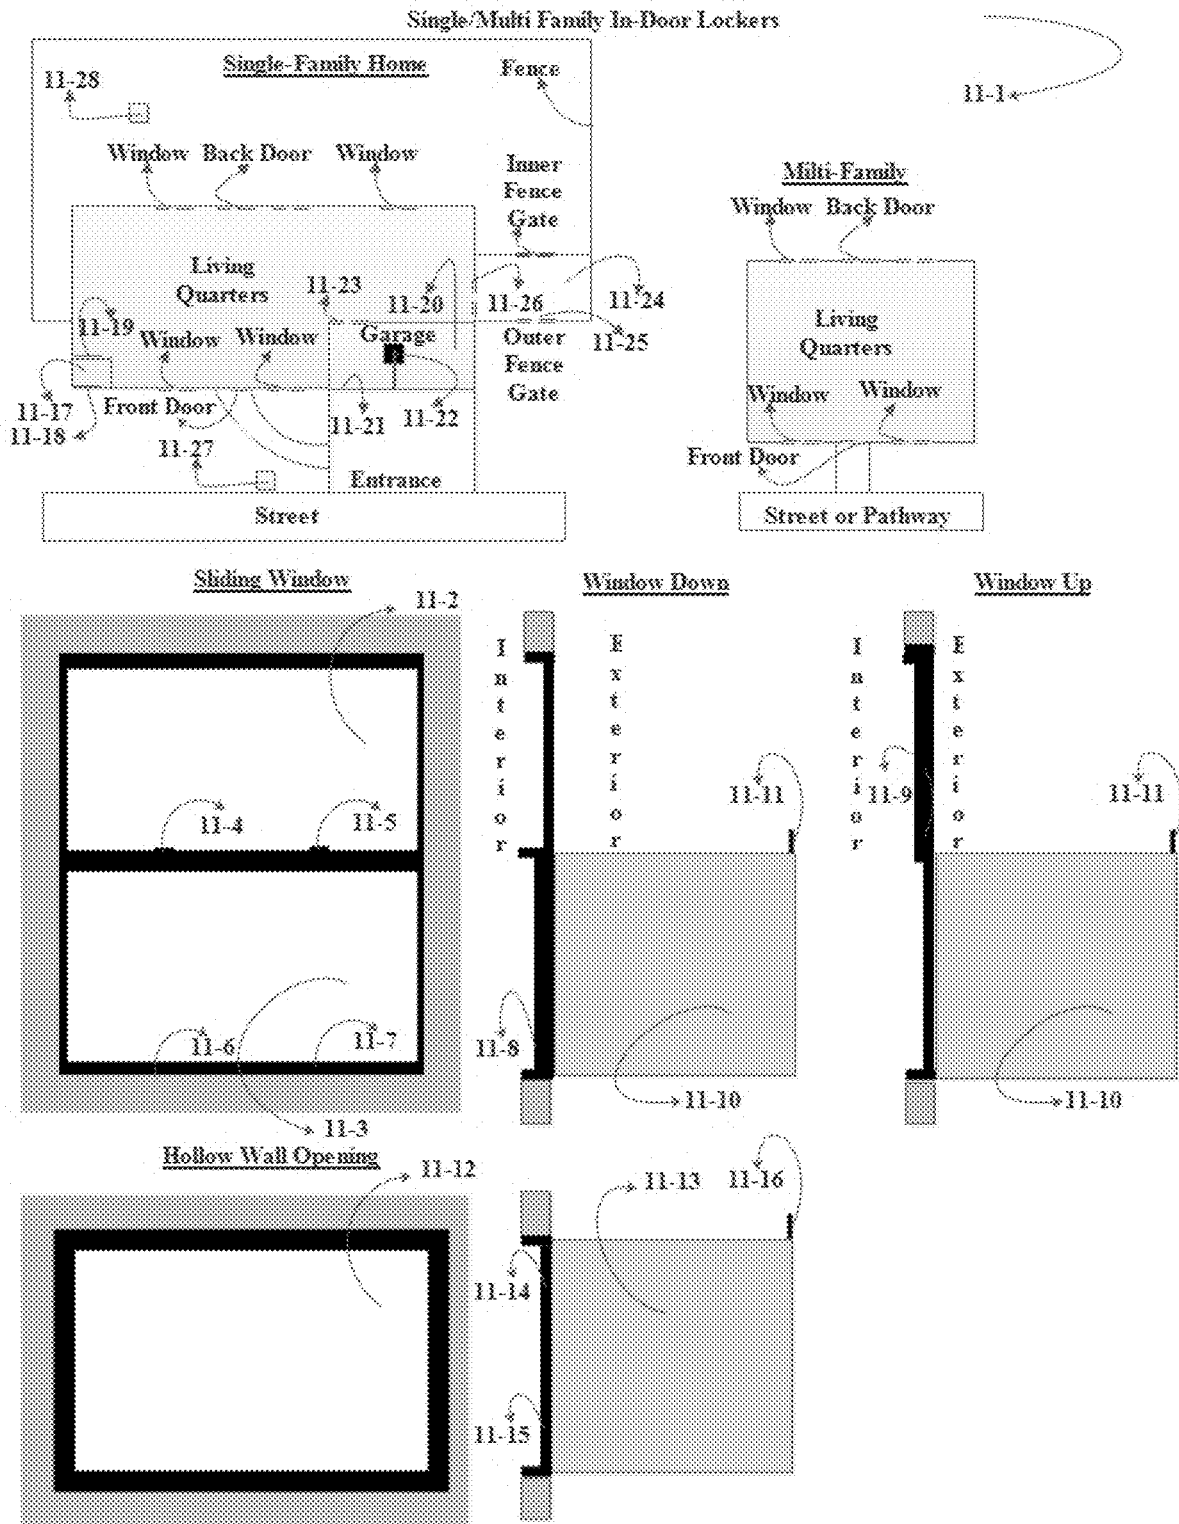 Single/Multi Family In-Door Lockers
Single-Family Home
Fence
11-28
11-1
Window Back Door Window
Inner
Fence
Gate
Milti-Family
Window Back Door
Living
Quarters
11-23
11-20
11-26
11-24
11-19
Window Window
Garage
Outer
Fence
Gate
11-25
Living
Quarters
Window Window
11-17
11-18
Front Door
11-27
11-21
11-22
Front Door
Entrance
Street
Street or Pathway
Sliding Window
Window Down
Window Up
11-2
Interior
Exterior
Interior
Exterior
11-4
11-5
11-11
11-9
11-11
11-6
11-7
11-8
11-10
11-10
11-3
Hollow Wall Opening
11-12
11-13
11-16
11-14
11-15